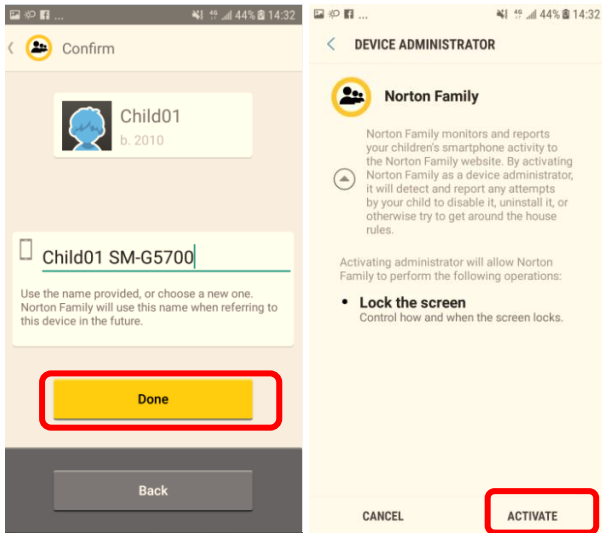 ... 44% 14:32
Confirm
Child01
b. 2010
Child01 SM-G5700
Use the name provided, or choose a new one.
Norton Family will use this name when referring to
this device in the future.
Done
Back
... 44% 14:32
DEVICE ADMINISTRATOR
Norton Family
Norton Family monitors and reports
your children's smartphone activity to
the Norton Family website. By activating
Norton Family as a device administrator,
it will detect and report any attempts
by your child to disable it, uninstall it, or
otherwise try to get around the house
rules.
Activating administrator will allow Norton
Family to perform the following operations:
• Lock the screen
Control how and when the screen locks.
CANCEL ACTIVATE